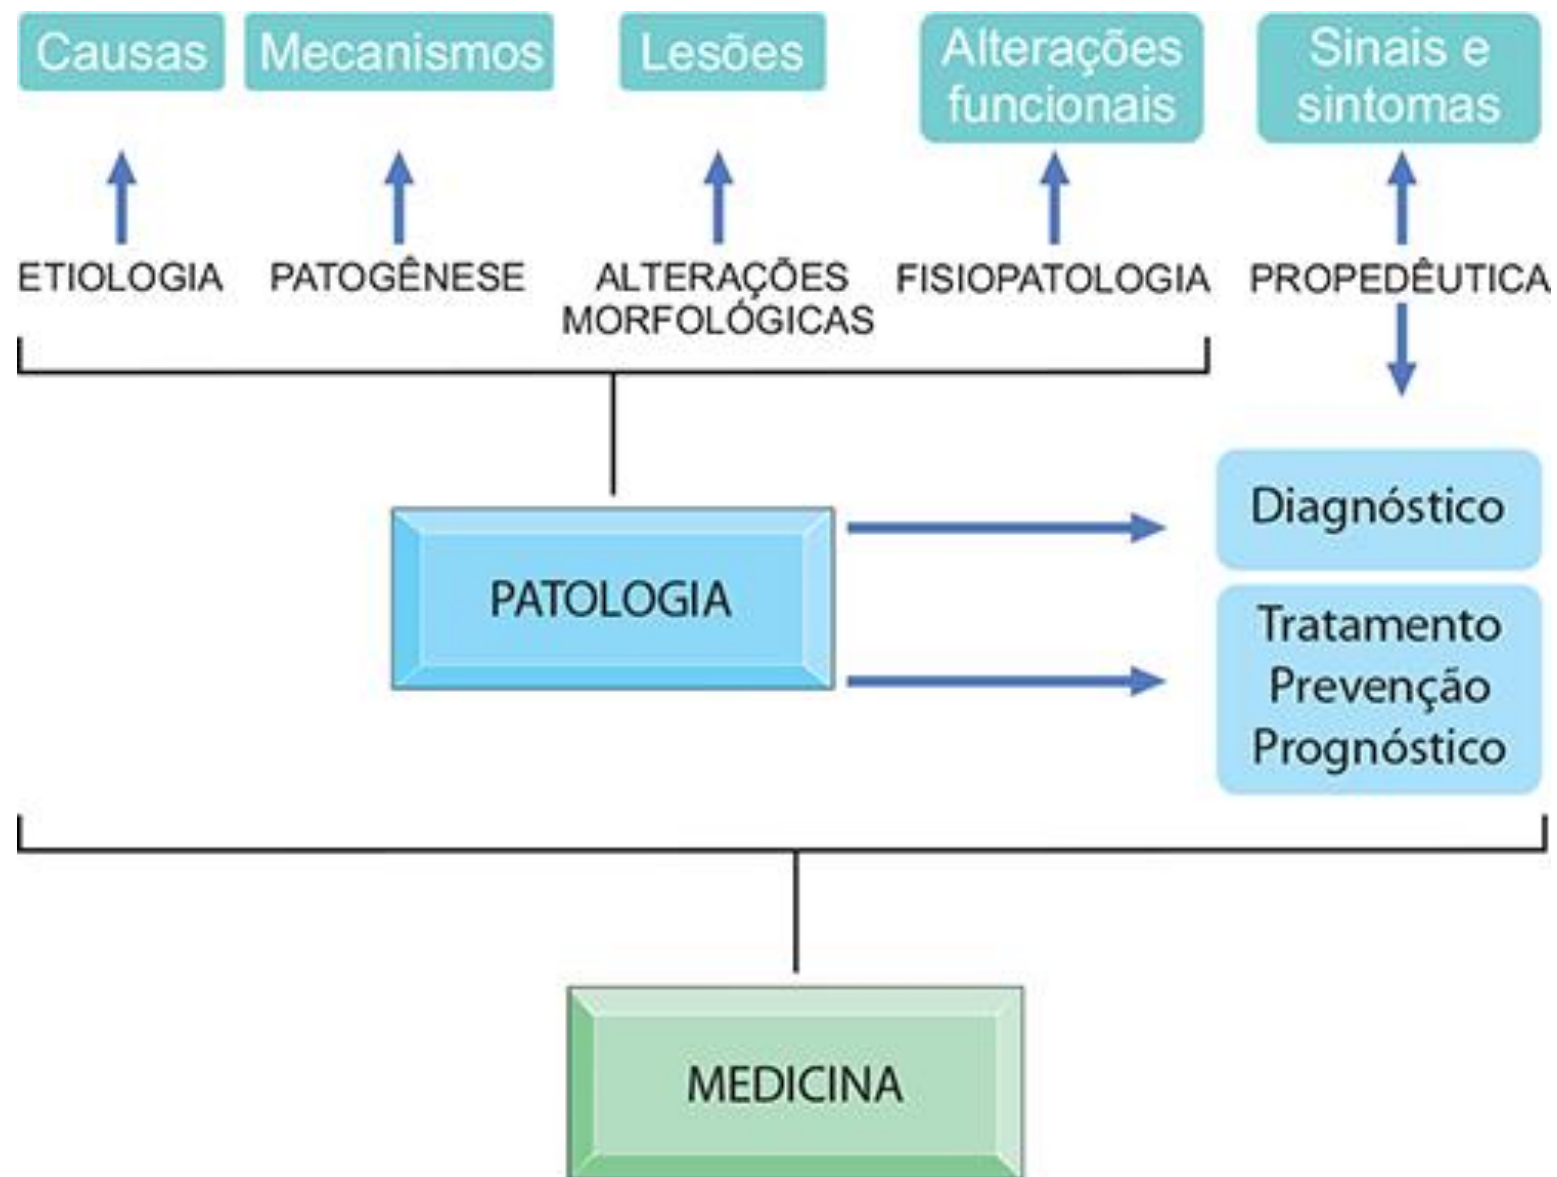 Causas
Mecanismos
Lesões
Alterações
funcionais
Sinais e
sintomas
ETIOLOGIA
PATOGÊNESE
ALTERAÇÕES
MORFOLÓGICAS
FISIOPATOLOGIA
PROPEDÊUTICA
PATOLOGIA
Diagnóstico
Tratamento
Prevenção
Prognóstico
MEDICINA